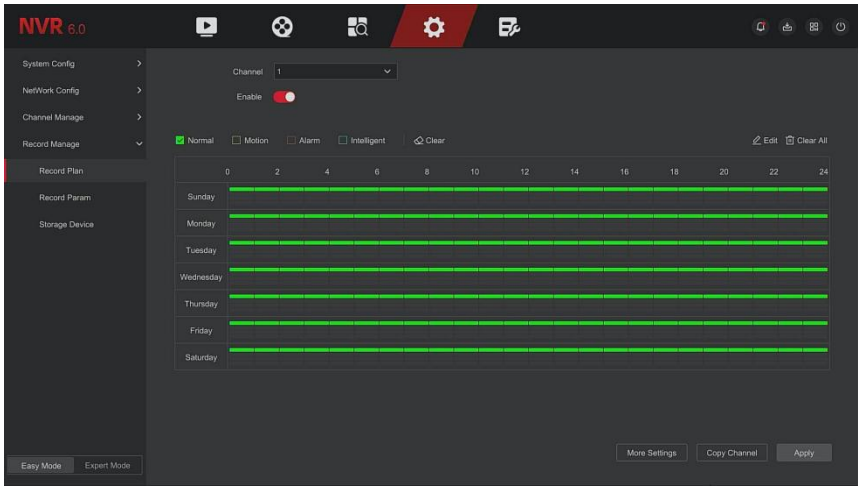 NVR 6.0
System Config
NetWork Config
Channel Manage
Record Manage
Record Plan
Record Param
Storage Device
Easy Mode Expert Mode
Channel 1
Enable
Normal Motion Alarm Intelligent Clear Edit Clear All
0 2 4 6 8 10 12 14 16 18 20 22 24
Sunday
Monday
Tuesday
Wednesday
Thursday
Friday
Saturday
More Settings Copy Channel Apply